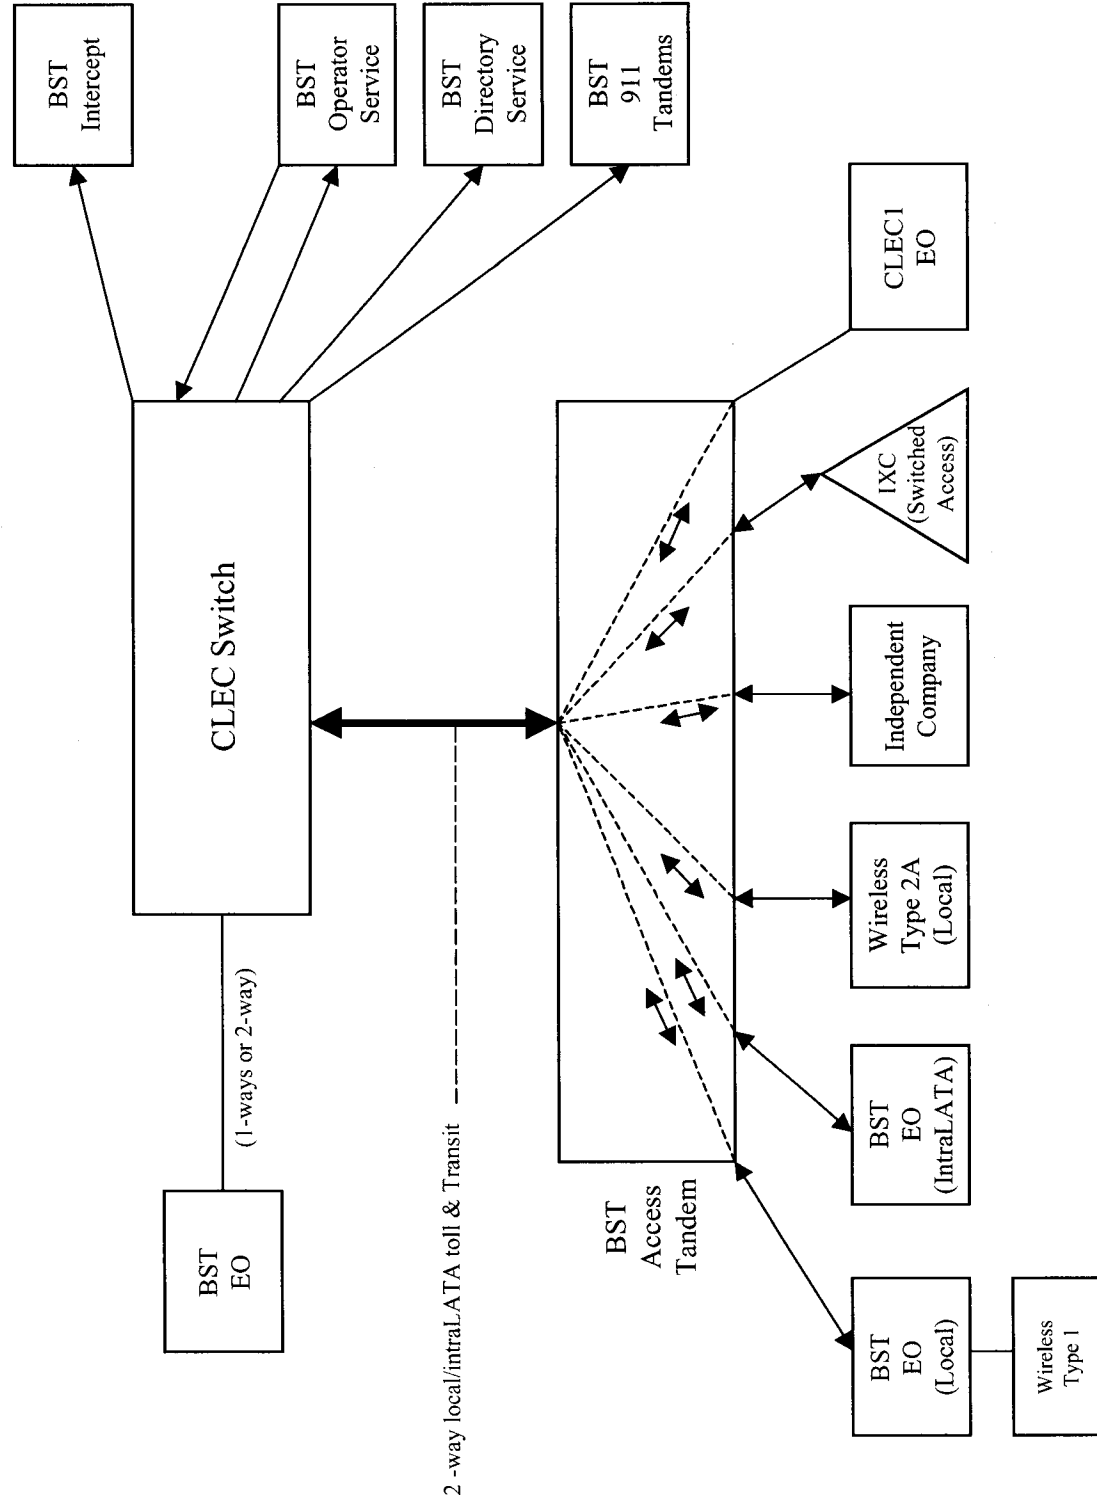 BST
EO
(1-ways or 2-way)
CLEC Switch
BST
Intercept
BST
Operator
Service
BST
Directory
Service
BST
911
Tandems
2 -way local/intraLATA toll & Transit
BST
Access
Tandem
BST
EO
(Local)
Wireless
Type 1
BST
EO
(IntraLATA)
Wireless
Type 2A
(Local)
Independent
Company
IXC
(Switched
Access)
CLEC1
EO